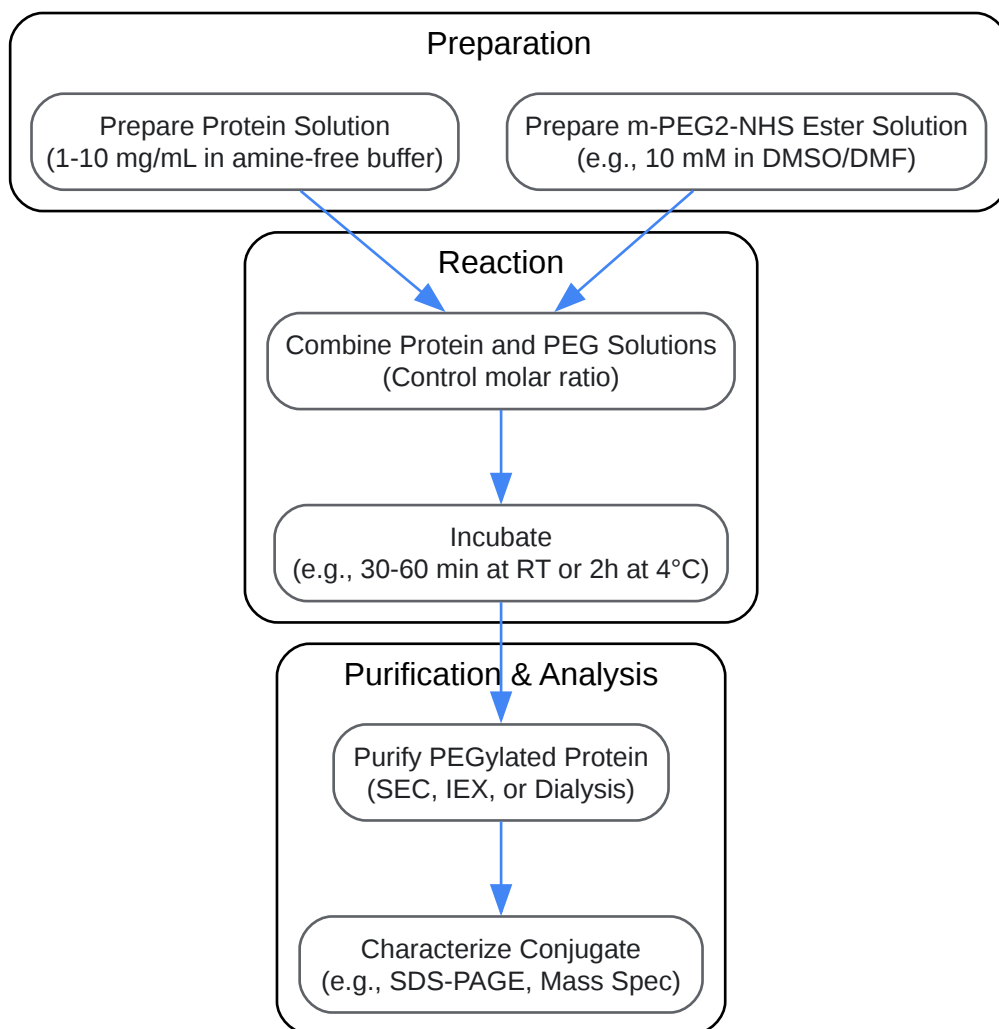 Preparation
Prepare Protein Solution
(1-10 mg/mL in amine-free buffer)
Prepare m-PEG2-NHS Ester Solution
(e.g., 10 mM in DMSO/DMF)
Reaction
Combine Protein and PEG Solutions
(Control molar ratio)
Incubate
(e.g., 30-60 min at RT or 2h at 4°C)
Purification & Analysis
Purify PEGylated Protein
(SEC, IEX, or Dialysis)
Characterize Conjugate
(e.g., SDS-PAGE, Mass Spec)